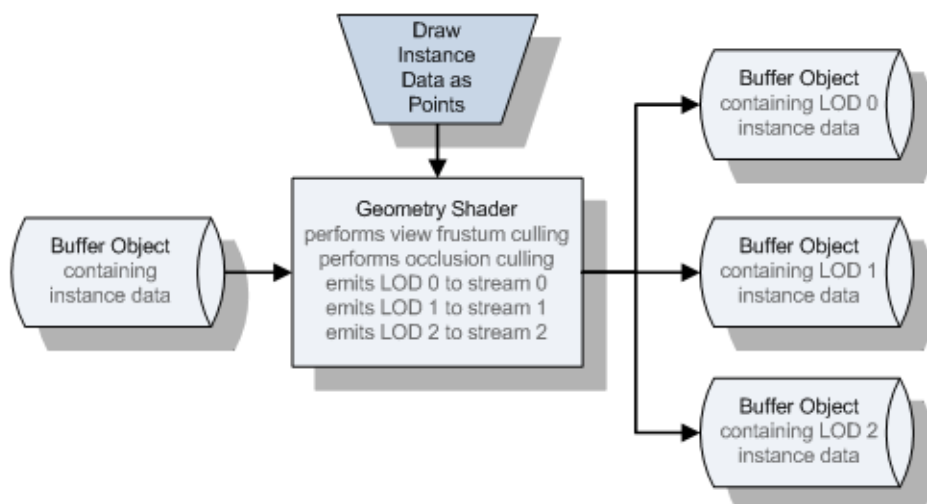 Draw
Instance
Data as
Points
Buffer Object
containing
instance data
Geometry Shader
performs view frustum culling
performs occlusion culling
emits LOD 0 to stream 0
emits LOD 1 to stream 1
emits LOD 2 to stream 2
Buffer Object
containing LOD 0
instance data
Buffer Object
containing LOD 1
instance data
Buffer Object
containing LOD 2
instance data